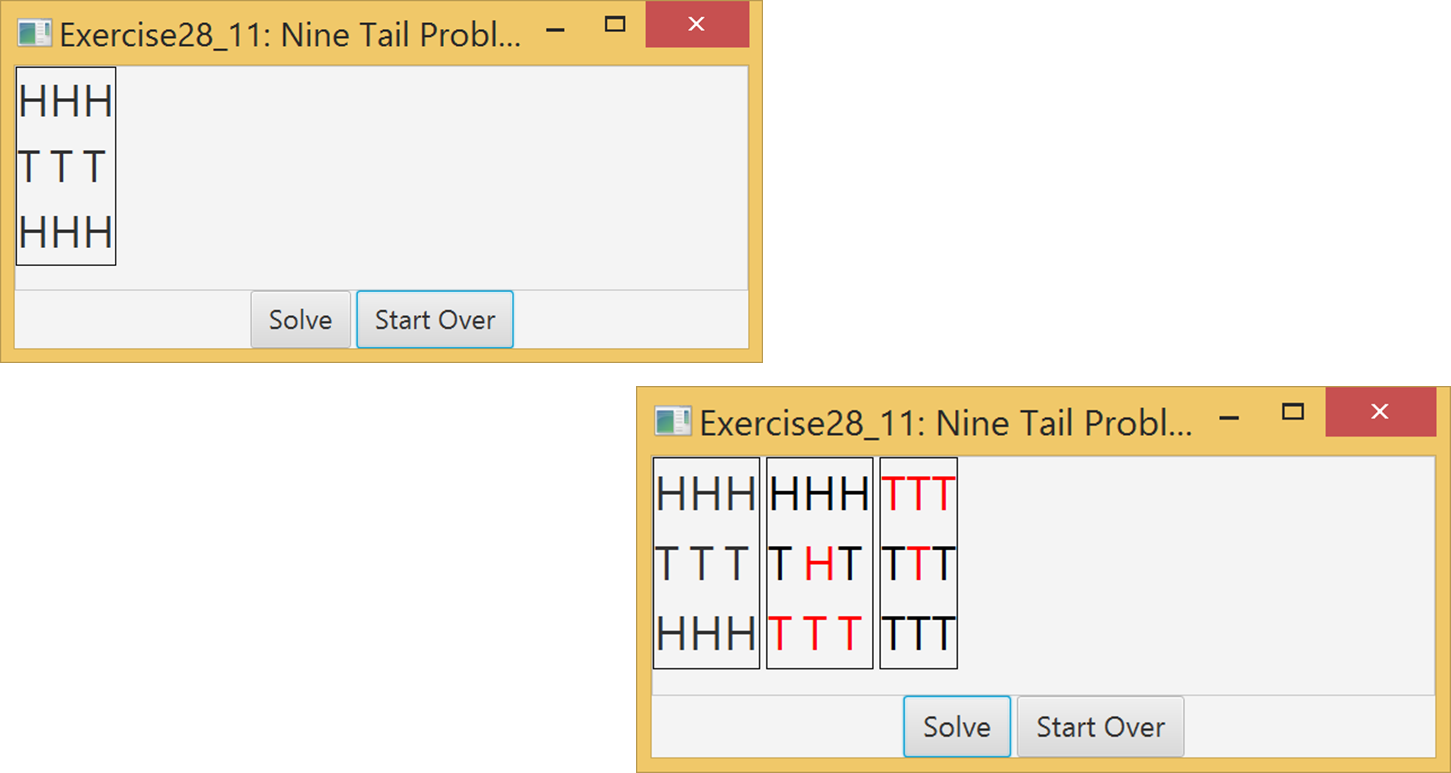 Exercise28_11: Nine Tail Probl...
HHH
T T T
HHH
Solve Start Over
Exercise28_11: Nine Tail Probl...
HHH HHH TTT
T T T T HT TTT
HHH T T T TTT
Solve Start Over